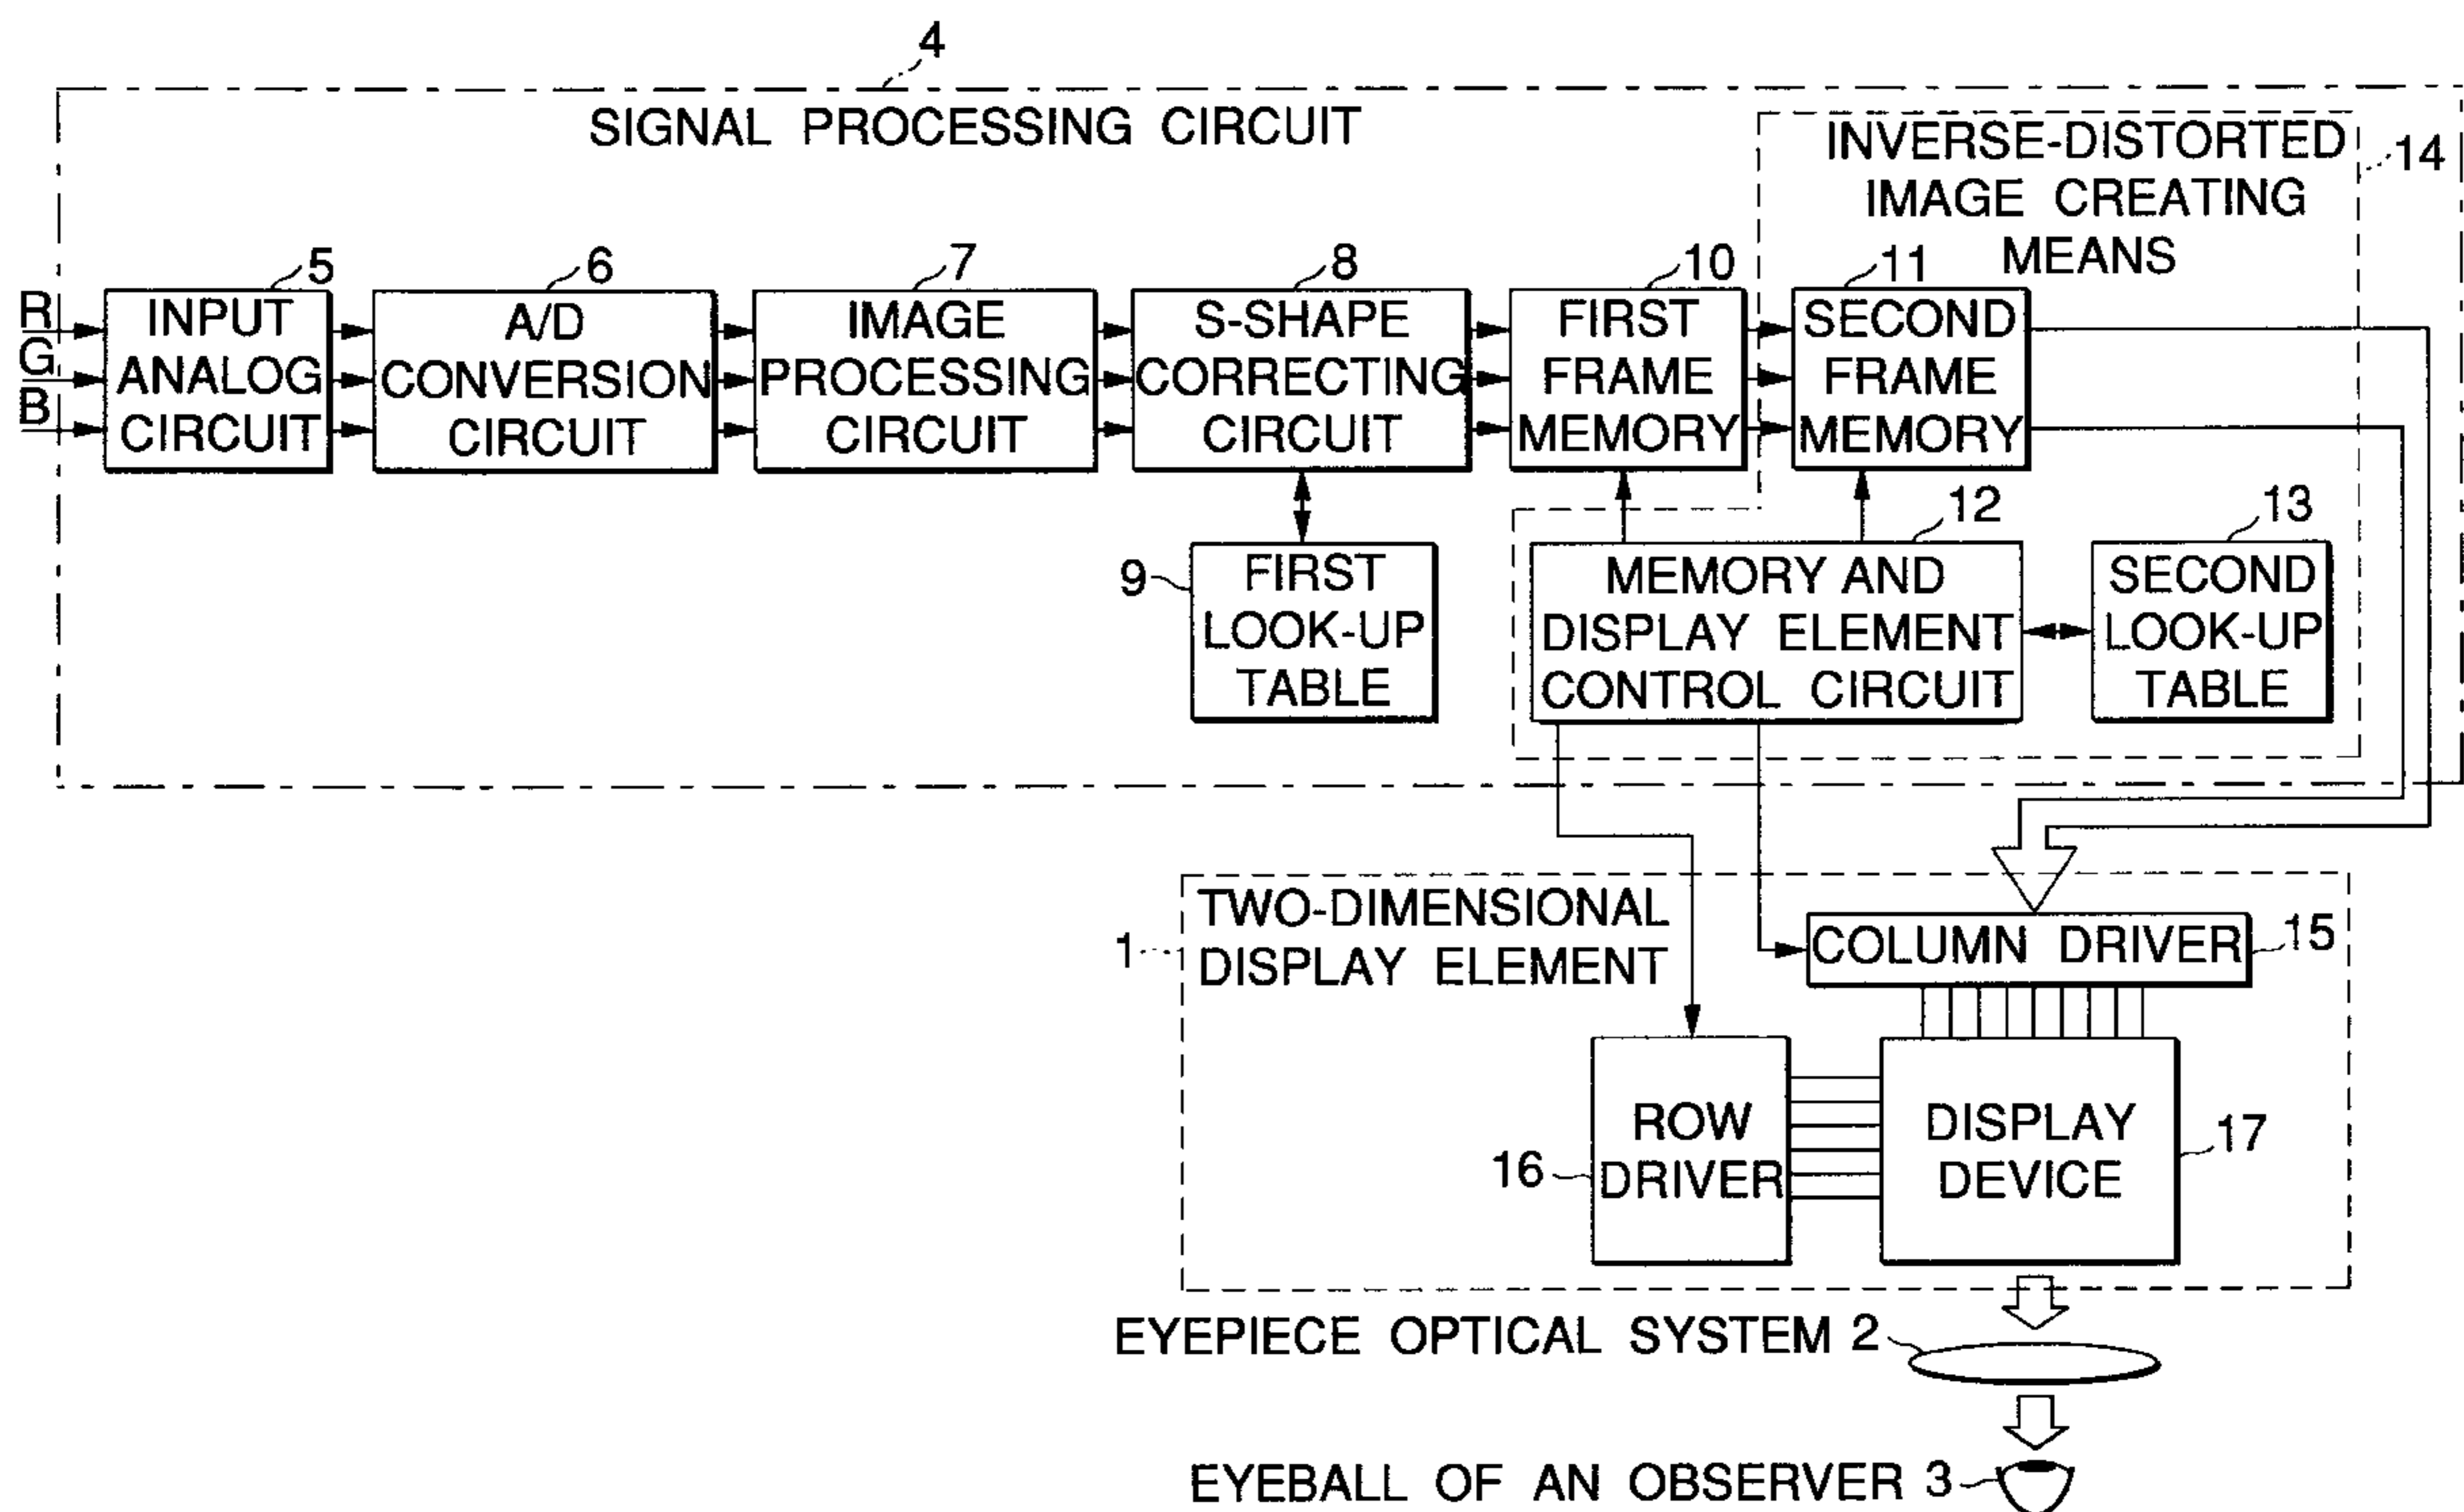 4
SIGNAL PROCESSING CIRCUIT
INVERSE-DISTORTED
IMAGE CREATING
MEANS
14
R
G
B
5
INPUT
ANALOG
CIRCUIT
6
A/D
CONVERSION
CIRCUIT
7
IMAGE
PROCESSING
CIRCUIT
8
S-SHAPE
CORRECTING
CIRCUIT
10
FIRST
FRAME
MEMORY
11
SECOND
FRAME
MEMORY
9
FIRST
LOOK-UP
TABLE
12
MEMORY AND
DISPLAY ELEMENT
CONTROL CIRCUIT
13
SECOND
LOOK-UP
TABLE
1
TWO-DIMENSIONAL
DISPLAY ELEMENT
COLUMN DRIVER
15
16
ROW
DRIVER
DISPLAY
DEVICE
17
EYEPIECE OPTICAL SYSTEM 2
EYEBALL OF AN OBSERVER 3